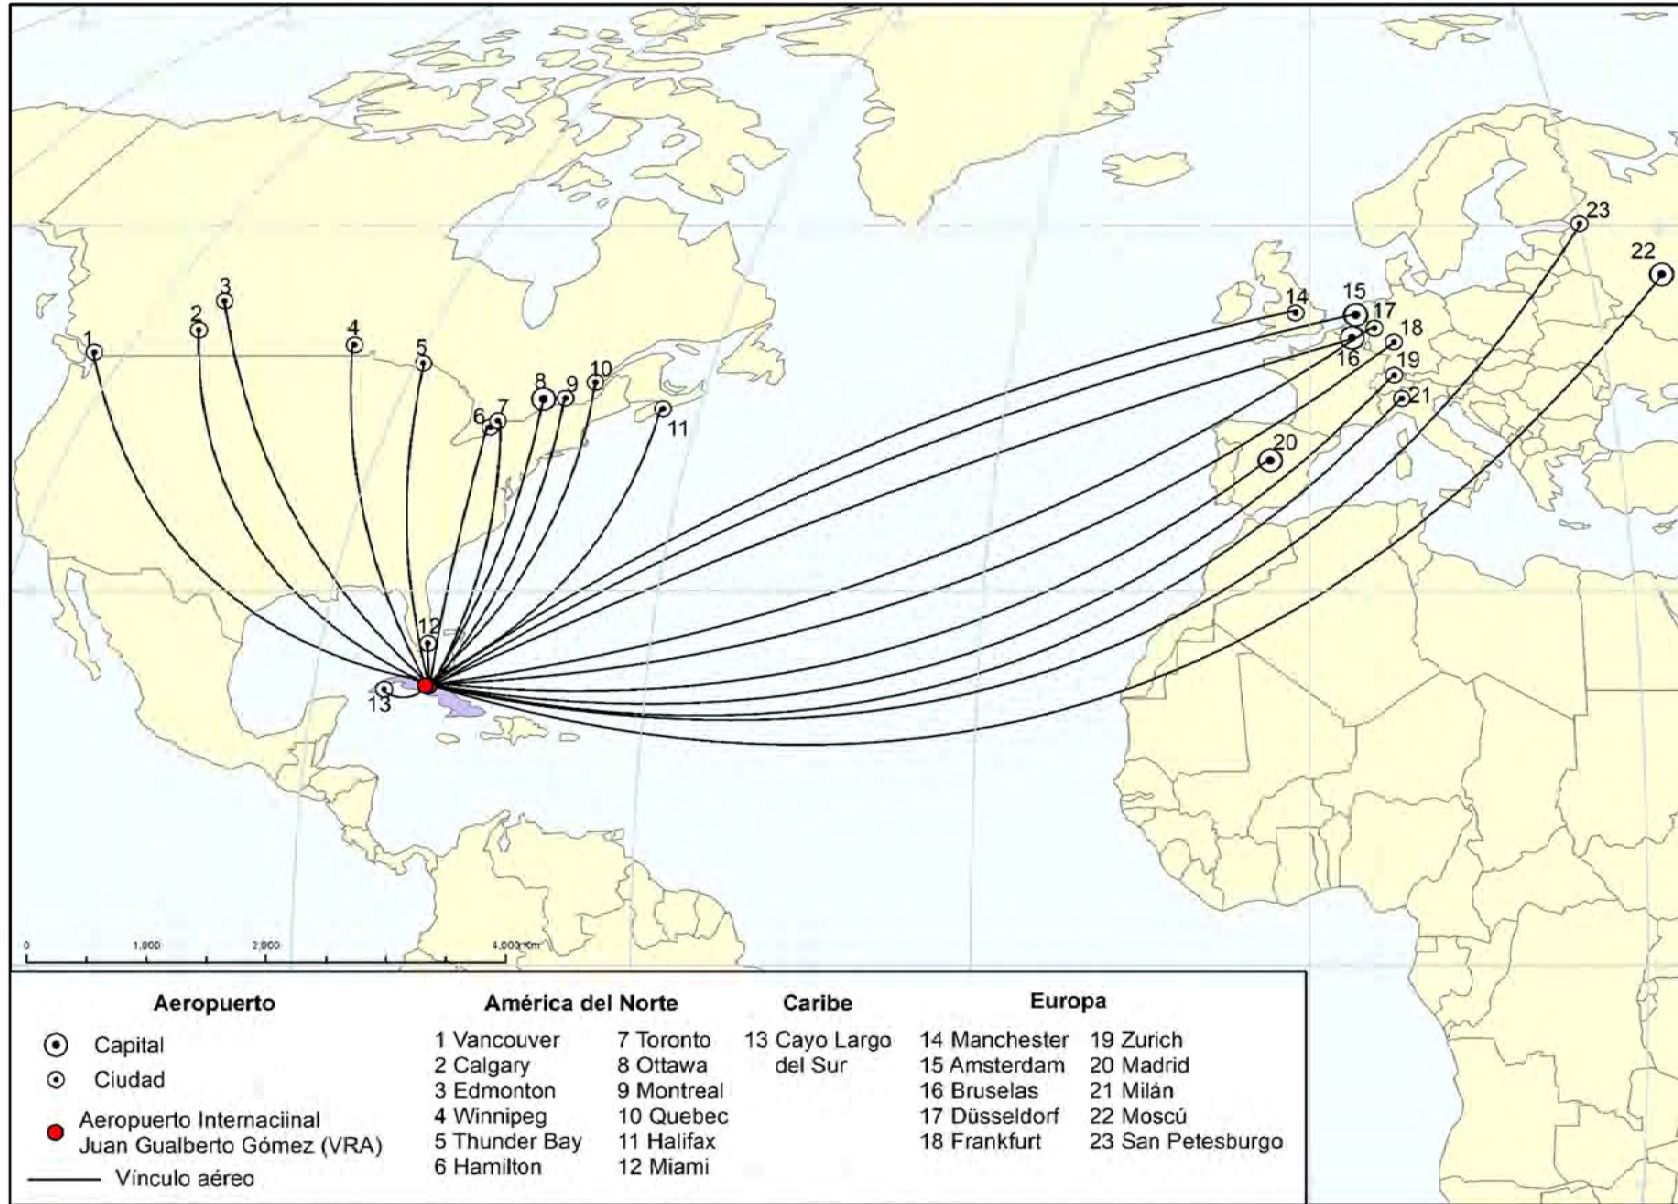 23
22
3
14
15
17
2
4
18
1
5
16
19
8
9
10
21
7
6
11
20
12
13
0
1,000
2,000
4,000 Km
Aeropuerto
Capital
Ciudad
Aeropuerto Internaciinal
Juan Gualberto Gómez (VRA)
Vínculo aéreo
América del Norte
1 Vancouver
2 Calgary
3 Edmonton
4 Winnipeg
5 Thunder Bay
6 Hamilton
7 Toronto
8 Ottawa
9 Montreal
10 Quebec
11 Halifax
12 Miami
Caribe
13 Cayo Largo
del Sur
Europa
14 Manchester
15 Amsterdam
16 Bruselas
17 Düsseldorf
18 Frankfurt
19 Zurich
20 Madrid
21 Milán
22 Moscú
23 San Petesburgo